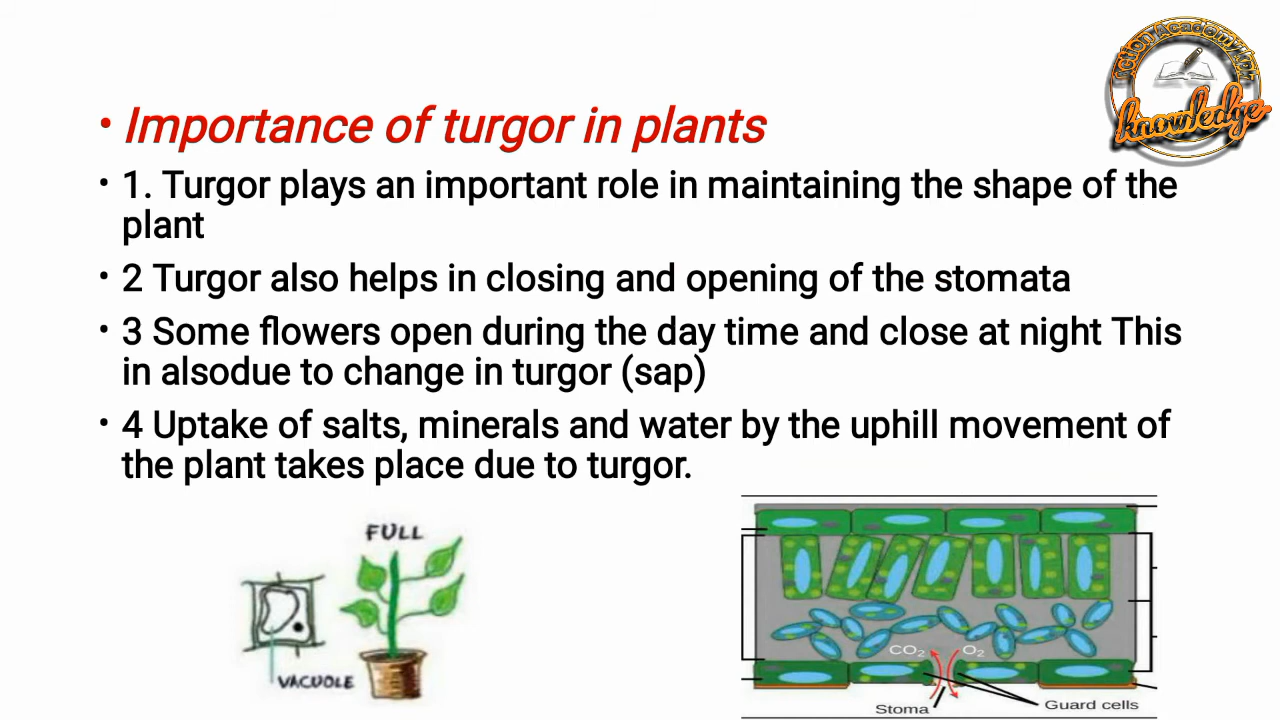 knowledge
• Importance of turgor in plants
• 1. Turgor plays an important role in maintaining the shape of the
plant
• 2 Turgor also helps in closing and opening of the stomata
• 3 Some flowers open during the day time and close at night This
in alsodue to change in turgor (sap)
• 4 Uptake of salts, minerals and water by the uphill movement of
the plant takes place due to turgor.
FULL
VACUOLE
CO₂ O₂
Stoma
Guard cells